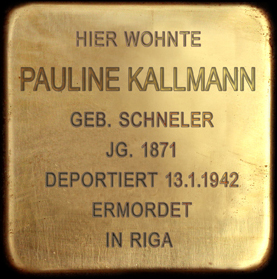 HIER WOHNTE
PAULINE KALLMANN
GEB. SCHNELER
JG. 1871
DEPORTIERT 13.1.1942
ERMORDET
IN RIGA